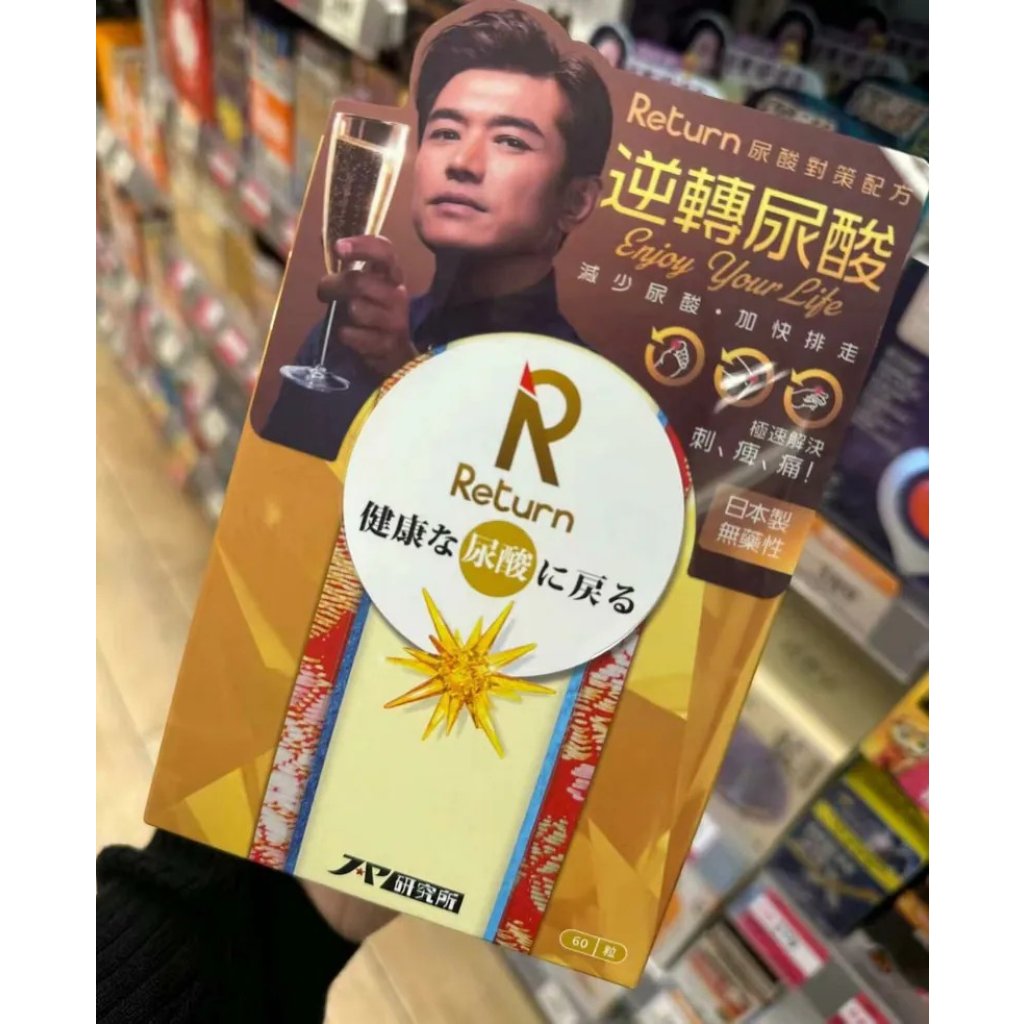 Return 尿酸對策配方
逆轉尿酸
Enjoy Your Life
減少尿酸・加快排走
極速解決
刺、痺、痛!
日本製
無藥性
R
Return
健康な尿酸に戻る
研究所
60 粒